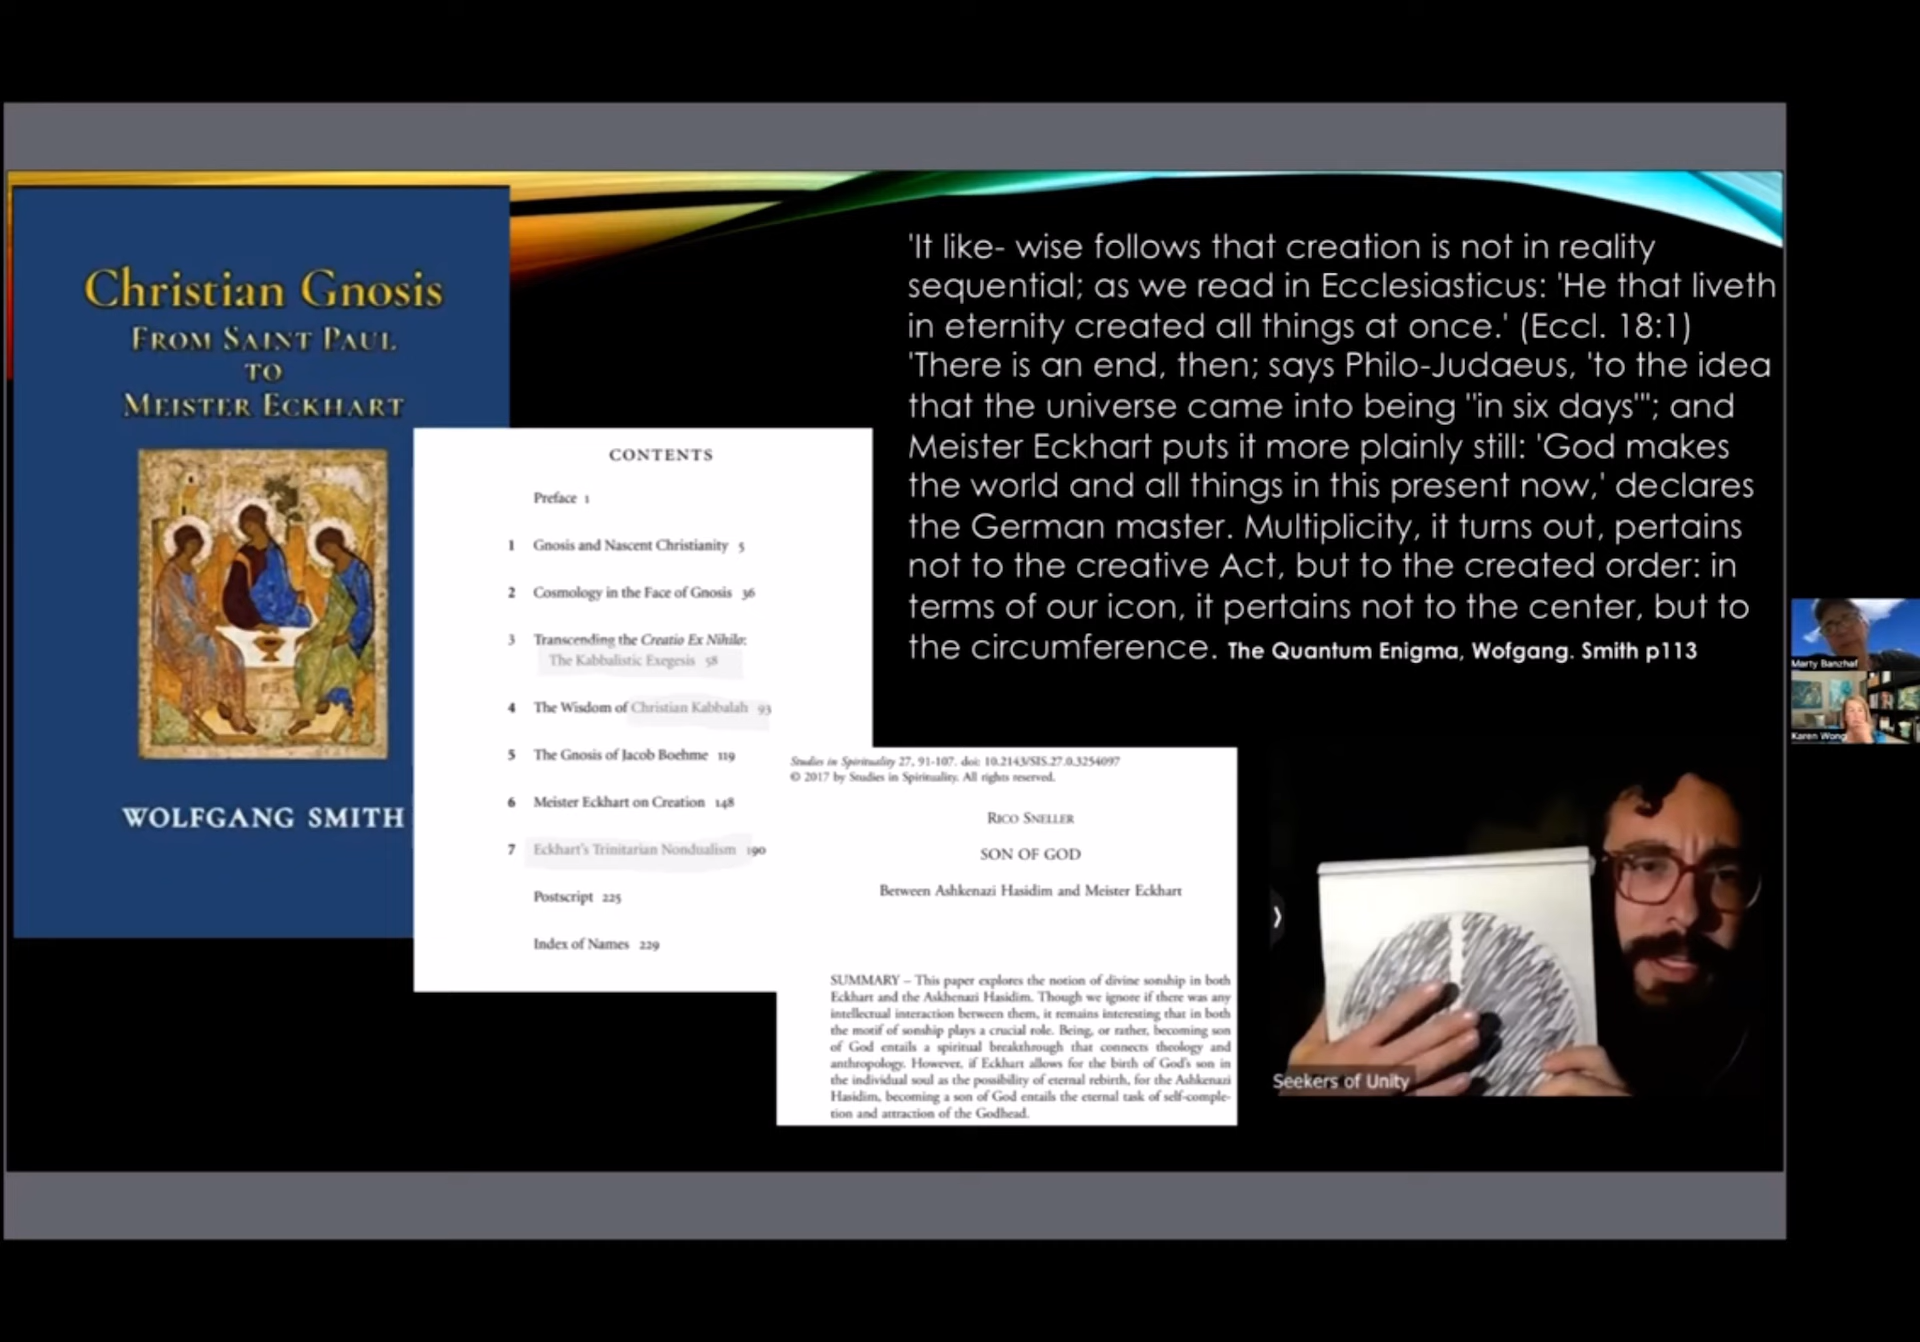 Christian Gnosis
FROM SAINT PAUL
TO
MEISTER ECKHART
WOLFGANG SMITH
CONTENTS
Preface 1
1 Gnosis and Nascent Christianity 5
2 Cosmology in the Face of Gnosis 36
3 Transcending the Creatio Ex Nihilo:
The Kabbalistic Exegesis 58
4 The Wisdom of Christian Kabbalah 93
5 The Gnosis of Jacob Boehme 119
6 Meister Eckhart on Creation 148
7 Eckhart's Trinitarian Nondualism 190
Postscript 225
Index of Names 229
'It like- wise follows that creation is not in reality
sequential; as we read in Ecclesiasticus: 'He that liveth
in eternity created all things at once.' (Eccl. 18:1)
'There is an end, then; says Philo-Judaeus, 'to the idea
that the universe came into being "in six days"'; and
Meister Eckhart puts it more plainly still: 'God makes
the world and all things in this present now,' declares
the German master. Multiplicity, it turns out, pertains
not to the creative Act, but to the created order: in
terms of our icon, it pertains not to the center, but to
the circumference. The Quantum Enigma, Wofgang. Smith p113
Studies in Spirituality 27, 91-107. doi: 10.2143/SIS.27.0.3254097
© 2017 by Studies in Spirituality. All rights reserved.
RICO SNELLER
SON OF GOD
Between Ashkenazi Hasidim and Meister Eckhart
SUMMARY – This paper explores the notion of divine sonship in both
Eckhart and the Askhenazi Hasidim. Though we ignore if there was any
intellectual interaction between them, it remains interesting that in both
the motif of sonship plays a crucial role. Being, or rather, becoming son
of God entails a spiritual breakthrough that connects theology and
anthropology. However, if Eckhart allows for the birth of God's son in
the individual soul as the possibility of eternal rebirth, for the Ashkenazi
Hasidim, becoming a son of God entails the eternal task of self-comple-
tion and attraction of the Godhead.
Seekers of Unity
Marty Banzhaf
Karen Wong